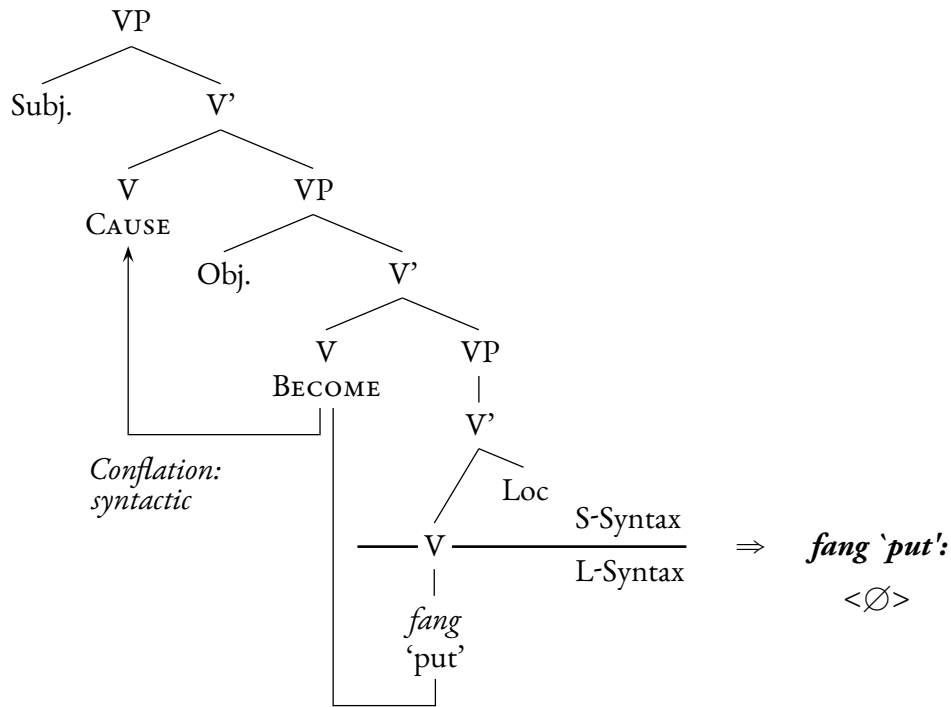 VP
Subj. V’
V VP
CAUSE
Obj. V’
V VP
BECOME
V’
Conflation:
syntactic
Loc
S-Syntax
V ⇒ fang `put':
L-Syntax
<∅>
fang
‘put’